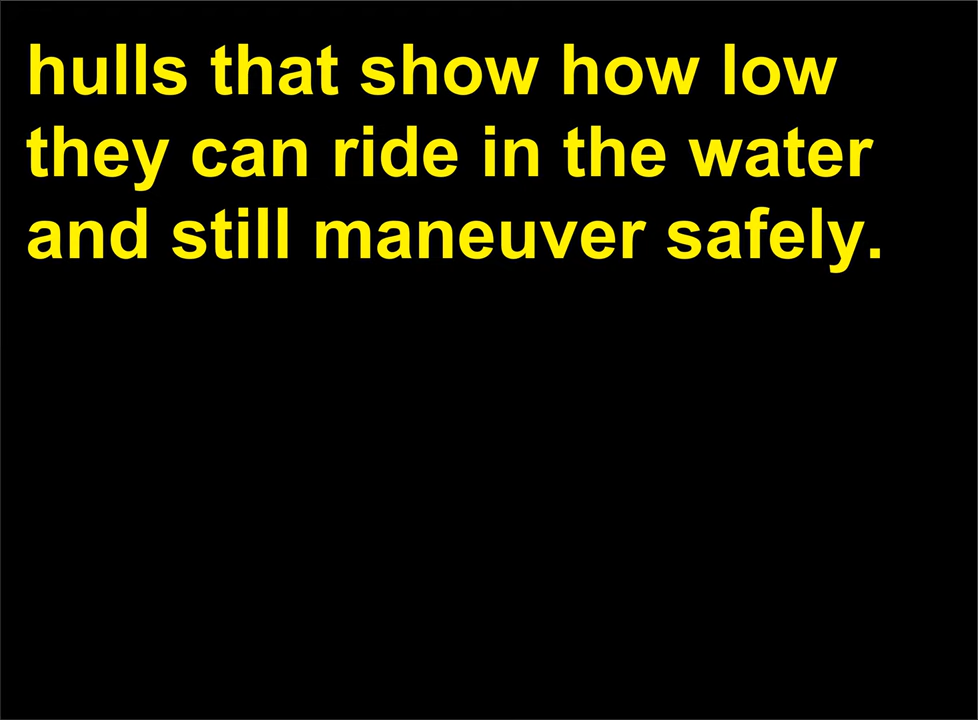 hulls that show how low
they can ride in the water
and still maneuver safely.